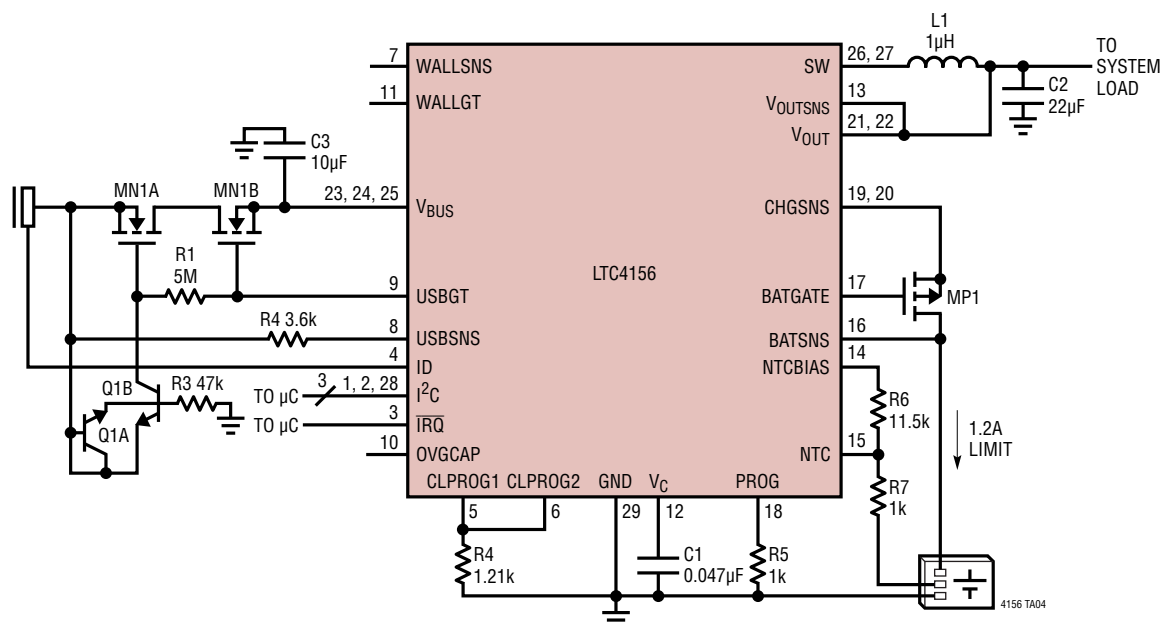 L1
1µH
TO
SYSTEM
LOAD
26, 27
SW
C2
22µF
13
VOUTSNS
21, 22
VOUT
7
WALLSNS
11
WALLGT
C3
10µF
MN1A
MN1B
23, 24, 25
VBUS
19, 20
CHGSNS
LTC4156
R1
5M
9
USBGT
17
BATGATE
MP1
R4 3.6k
8
USBSNS
16
BATSNS
14
NTCBIAS
4
ID
Q1B
R3 47k
TO µC
3
1, 2, 28
I²C
R6
11.5k
1.2A
LIMIT
Q1A
TO µC
3
IRQ
10
OVGCAP
15
NTC
R7
1k
CLPROG1
CLPROG2
GND
VC
PROG
5
6
29
12
18
R4
1.21k
C1
0.047µF
R5
1k
4156 TA04